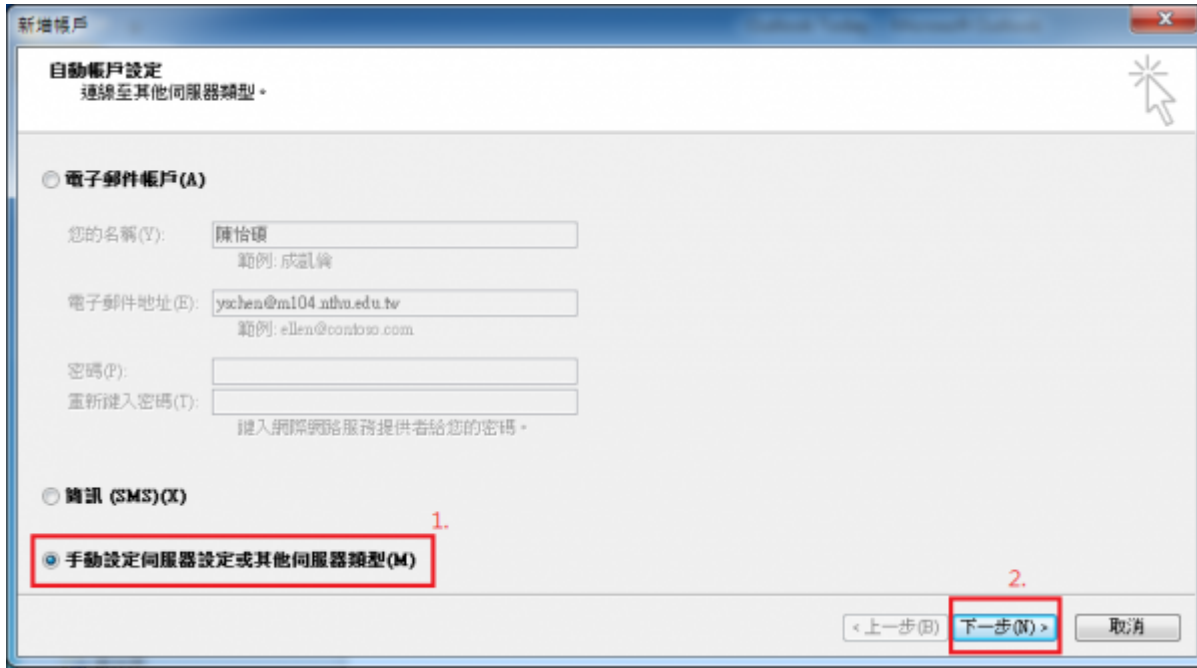 新增帳戶
自動帳戶設定
連線至其他伺服器類型。
電子郵件帳戶(A)
您的名稱(Y):
陳怡碩
範例: 成凱倫
電子郵件地址(E):
yschen@m104.nthu.edu.tw
範例: ellen@contoso.com
密碼(P):
重新鍵入密碼(T):
鍵入網際網路服務提供者給您的密碼。
簡訊 (SMS)(X)
1.
手動設定伺服器設定或其他伺服器類型(M)
2.
<上一步(B)
下一步(N) >
取消